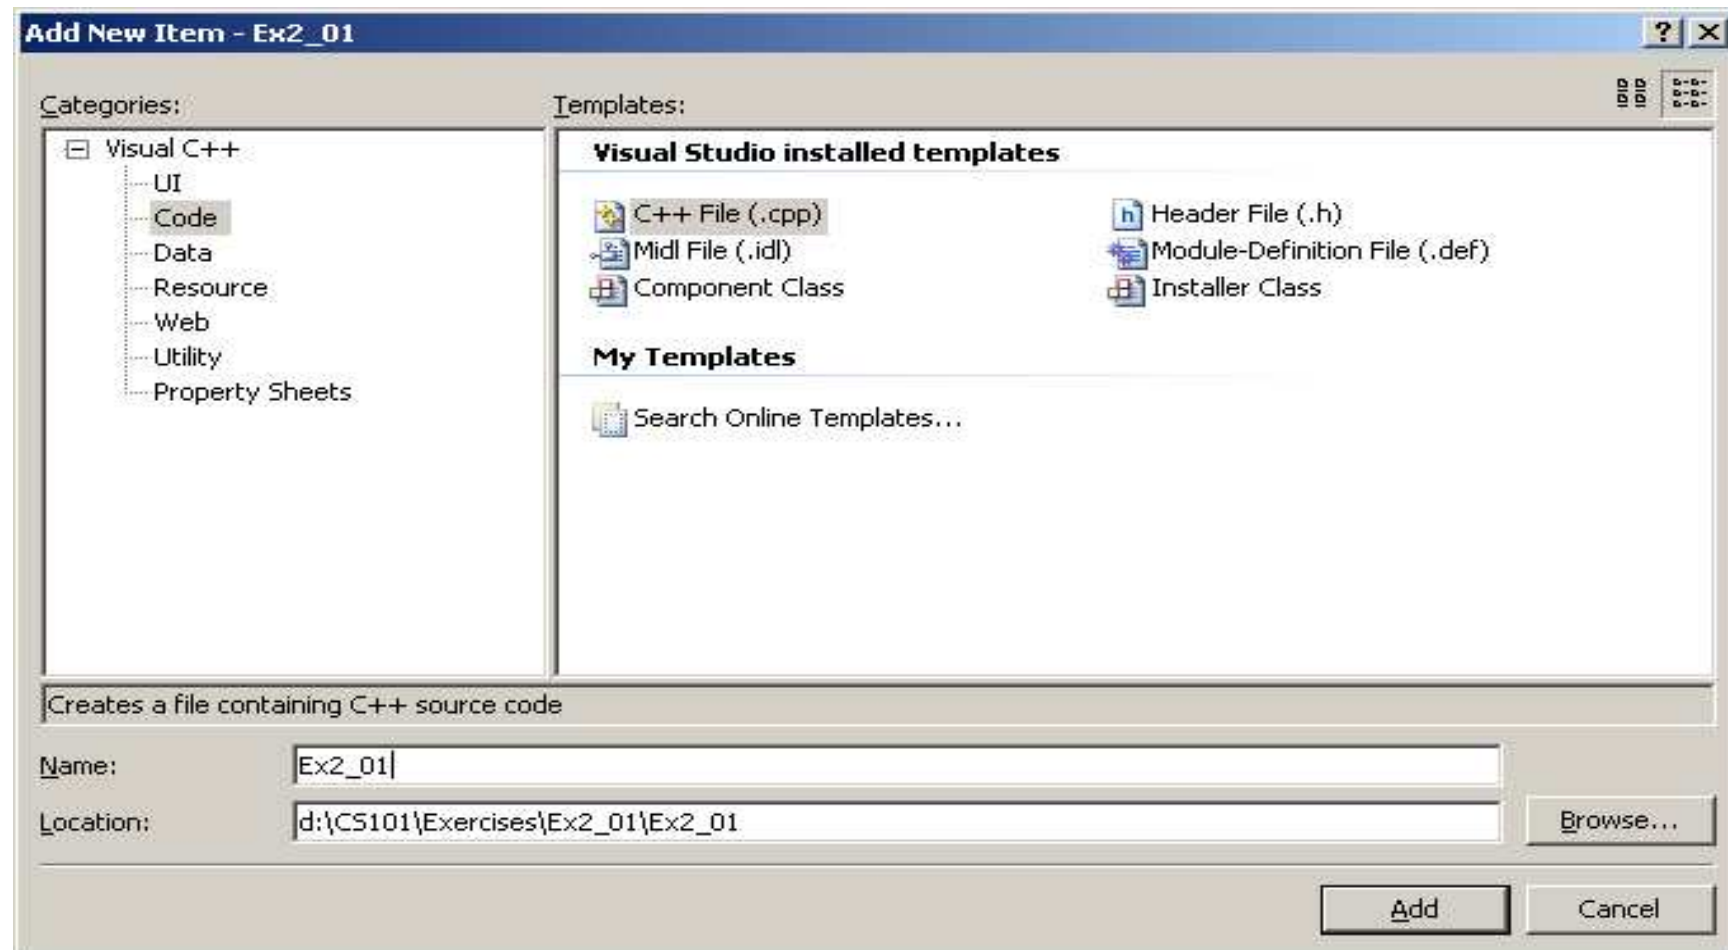 Add New Item - Ex2_01
Categories:
Templates:
Visual C++
UI
Code
Data
Resource
Web
Utility
Property Sheets
Visual Studio installed templates
C++ File (.cpp)
Header File (.h)
Midl File (.idl)
Module-Definition File (.def)
Component Class
Installer Class
My Templates
Search Online Templates...
Creates a file containing C++ source code
Name:
Ex2_01
Location:
d:\CS101\Exercises\Ex2_01\Ex2_01
Browse...
Add
Cancel